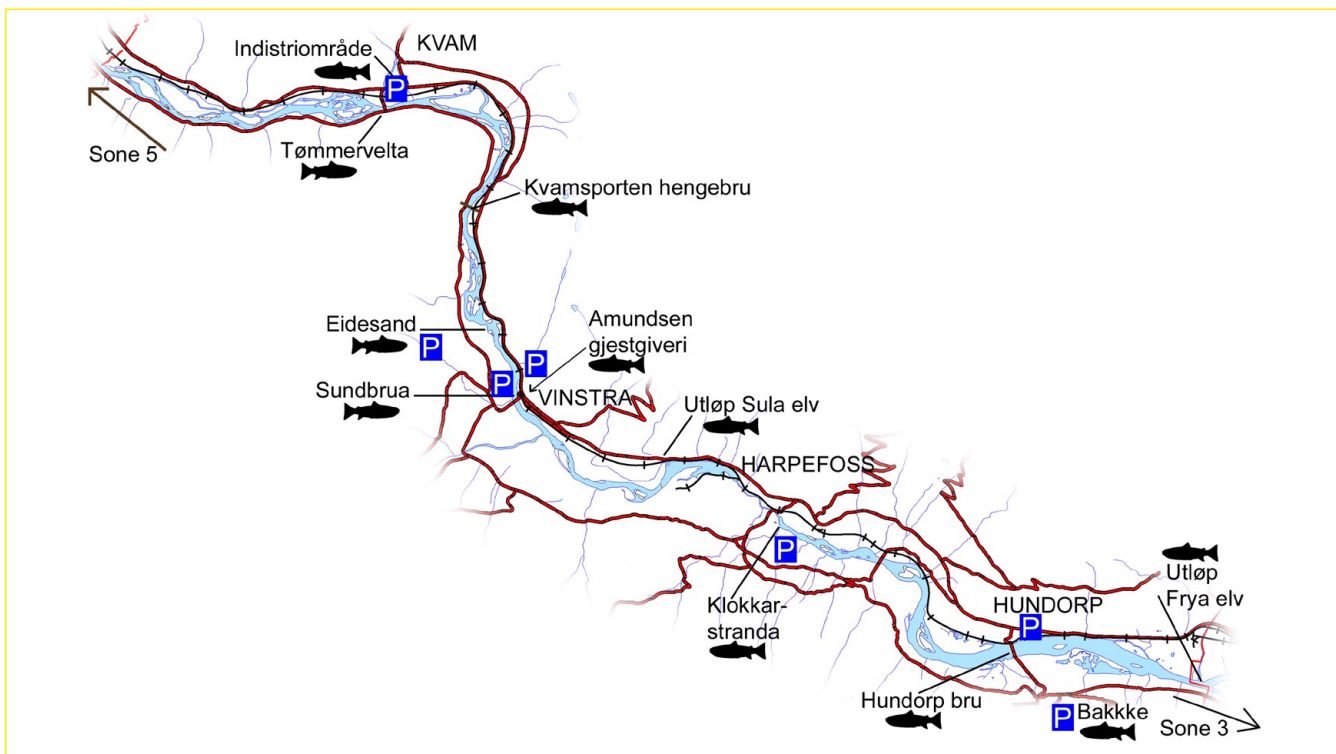 Indistriområde
KVAM
P
Sone 5
Tømmervelta
Kvamsporten hengebru
Eidesand
P
Amundsen
gjestgiveri
P
Sundbrua
P
VINSTRA
Utløp Sula elv
HARPEFOSS
P
Klokkar-
stranda
Utløp
Frya elv
HUNDORP
P
Hundorp bru
P
Bakkke
Sone 3